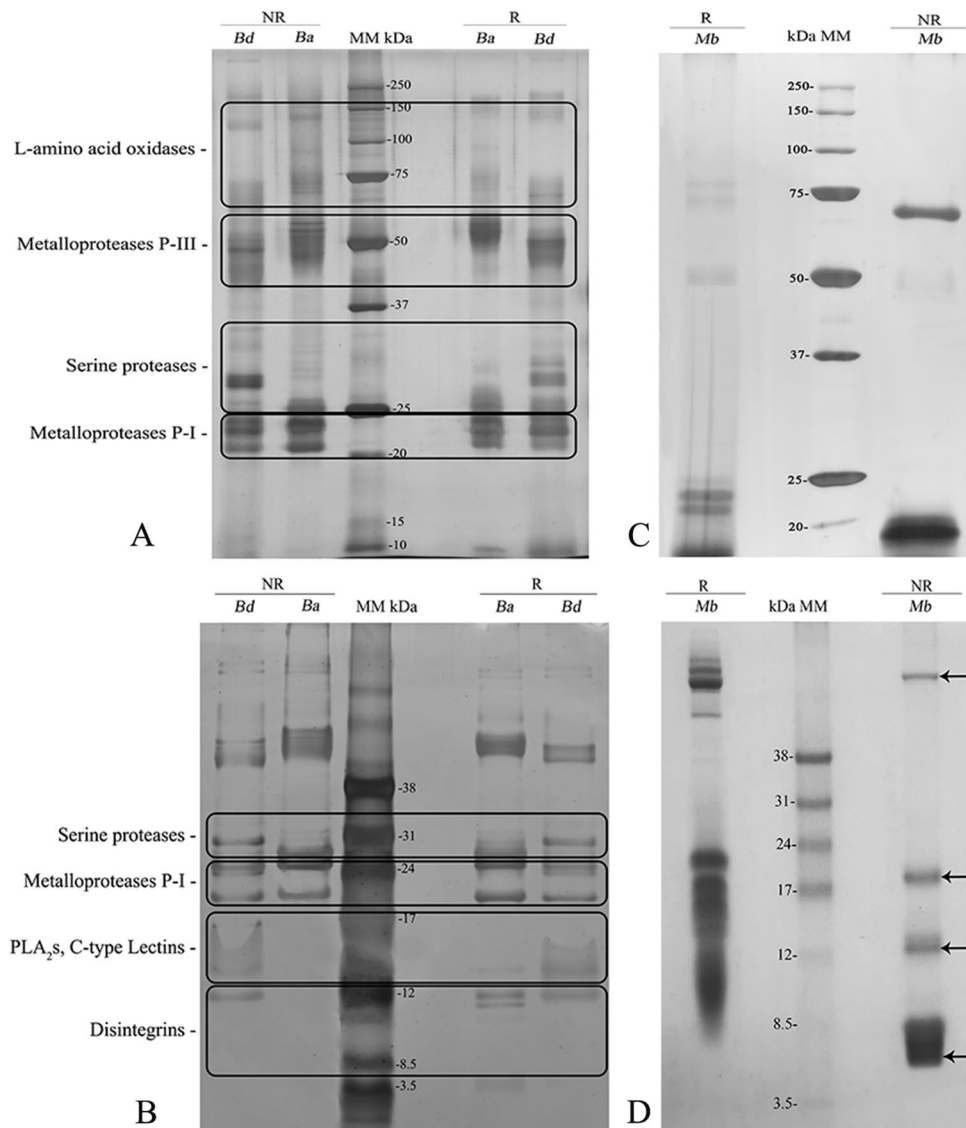 NR
R
Bd
Ba
MM kDa
Ba
Bd
-250
-150
L-amino acid oxidases -
-100
-75
Metalloproteases P-III -
-50
-37
Serine proteases -
-25
Metalloproteases P-I -
-20
-15
A
-10
R
NR
Mb
kDa MM
Mb
250-
150-
100-
75-
50-
37-
25-
20-
C
NR
R
Bd
Ba
MM kDa
Ba
Bd
-38
Serine proteases -
-31
-24
Metalloproteases P-I -
-17
PLA₂s, C-type Lectins -
-12
Disintegrins -
-8.5
-3.5
B
R
NR
Mb
kDa MM
Mb
38-
31-
24-
17-
12-
8.5-
3.5-
D